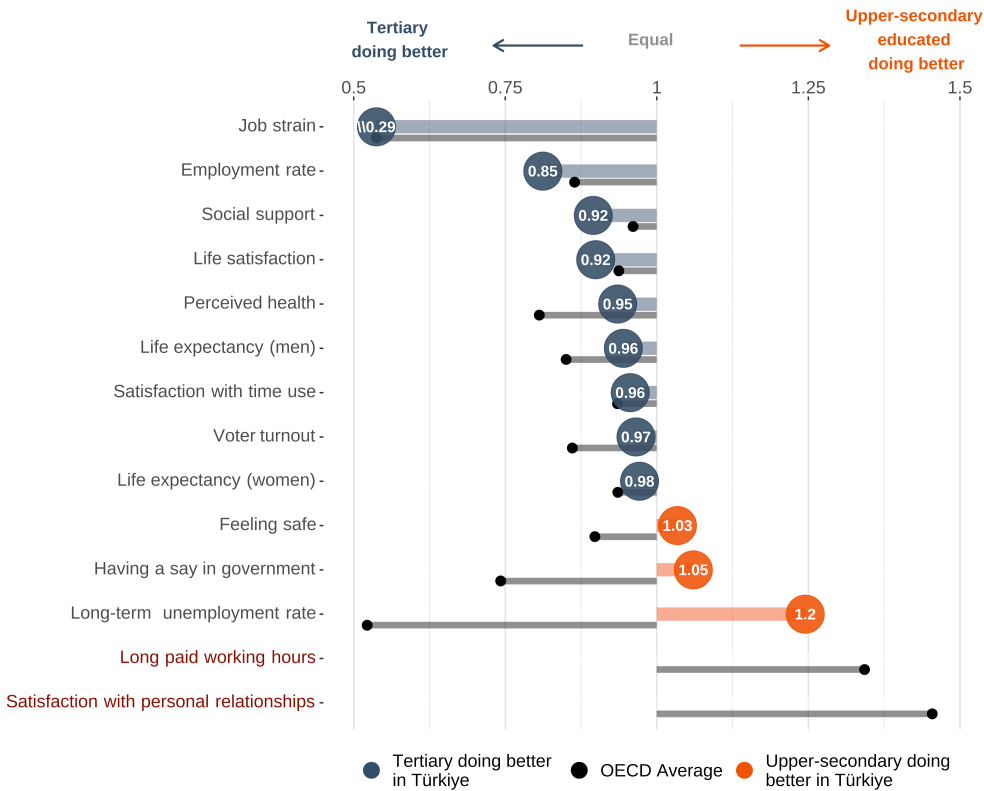 Tertiary
doing better
Equal
Upper-secondary
educated
doing better
0.5 0.75 1 1.25 1.5
Job strain
\\0.29
Employment rate
0.85
Social support
0.92
Life satisfaction
0.92
Perceived health
0.95
Life expectancy (men)
0.96
Satisfaction with time use
0.96
Voter turnout
0.97
Life expectancy (women)
0.98
Feeling safe
1.03
Having a say in government
1.05
Long-term unemployment rate
1.2
Long paid working hours
Satisfaction with personal relationships
Tertiary doing better
in Türkiye
OECD Average
Upper-secondary doing
better in Türkiye